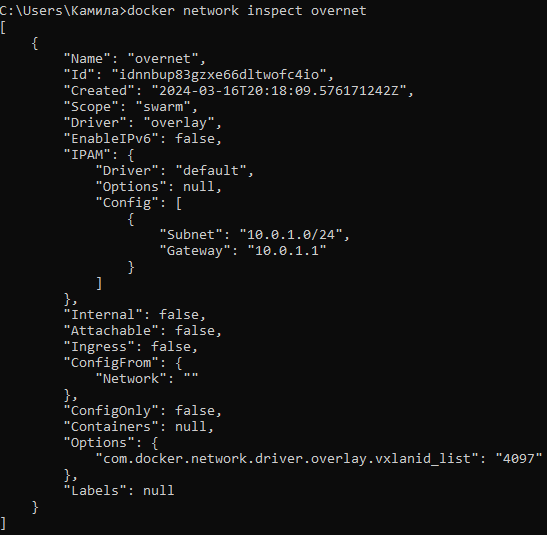 C:\Users\Камила>docker network inspect overnet
[
    {
        "Name": "overnet",
        "Id": "idnnbup83gzxe66dltwofc4io",
        "Created": "2024-03-16T20:18:09.576171242Z",
        "Scope": "swarm",
        "Driver": "overlay",
        "EnableIPv6": false,
        "IPAM": {
            "Driver": "default",
            "Options": null,
            "Config": [
                {
                    "Subnet": "10.0.1.0/24",
                    "Gateway": "10.0.1.1"
                }
            ]
        },
        "Internal": false,
        "Attachable": false,
        "Ingress": false,
        "ConfigFrom": {
            "Network": ""
        },
        "ConfigOnly": false,
        "Containers": null,
        "Options": {
            "com.docker.network.driver.overlay.vxlanid_list": "4097"
        },
        "Labels": null
    }
]